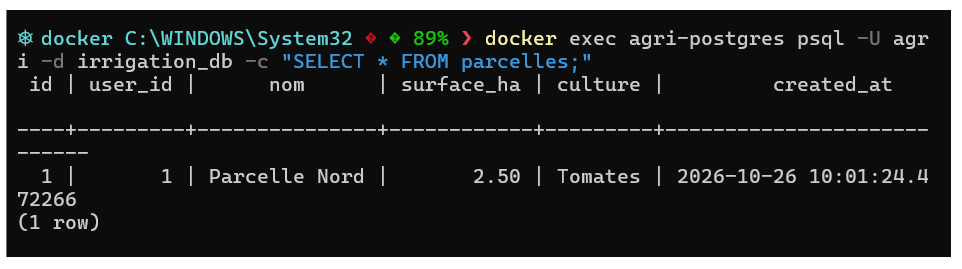 ☸ docker C:\WINDOWS\System32 � � 89% ❯ docker exec agri-postgres psql -U agr
i -d irrigation_db -c "SELECT * FROM parcelles;"
 id | user_id |      nom      | surface_ha | culture |         created_at
----+---------+---------------+------------+---------+----------------------
------
  1 |       1 | Parcelle Nord |       2.50 | Tomates | 2026-10-26 10:01:24.4
72266
(1 row)